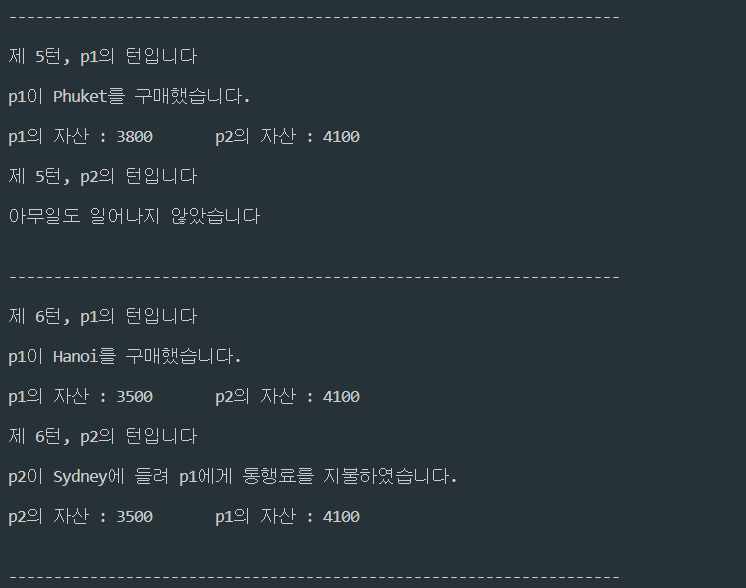 --------------------------------------------------------------------
제 5턴, p1의 턴입니다
p1이 Phuket를 구매했습니다.
p1의 자산 : 3800 p2의 자산 : 4100
제 5턴, p2의 턴입니다
아무일도 일어나지 않았습니다
--------------------------------------------------------------------
제 6턴, p1의 턴입니다
p1이 Hanoi를 구매했습니다.
p1의 자산 : 3500 p2의 자산 : 4100
제 6턴, p2의 턴입니다
p2이 Sydney에 들려 p1에게 통행료를 지불하였습니다.
p2의 자산 : 3500 p1의 자산 : 4100
--------------------------------------------------------------------